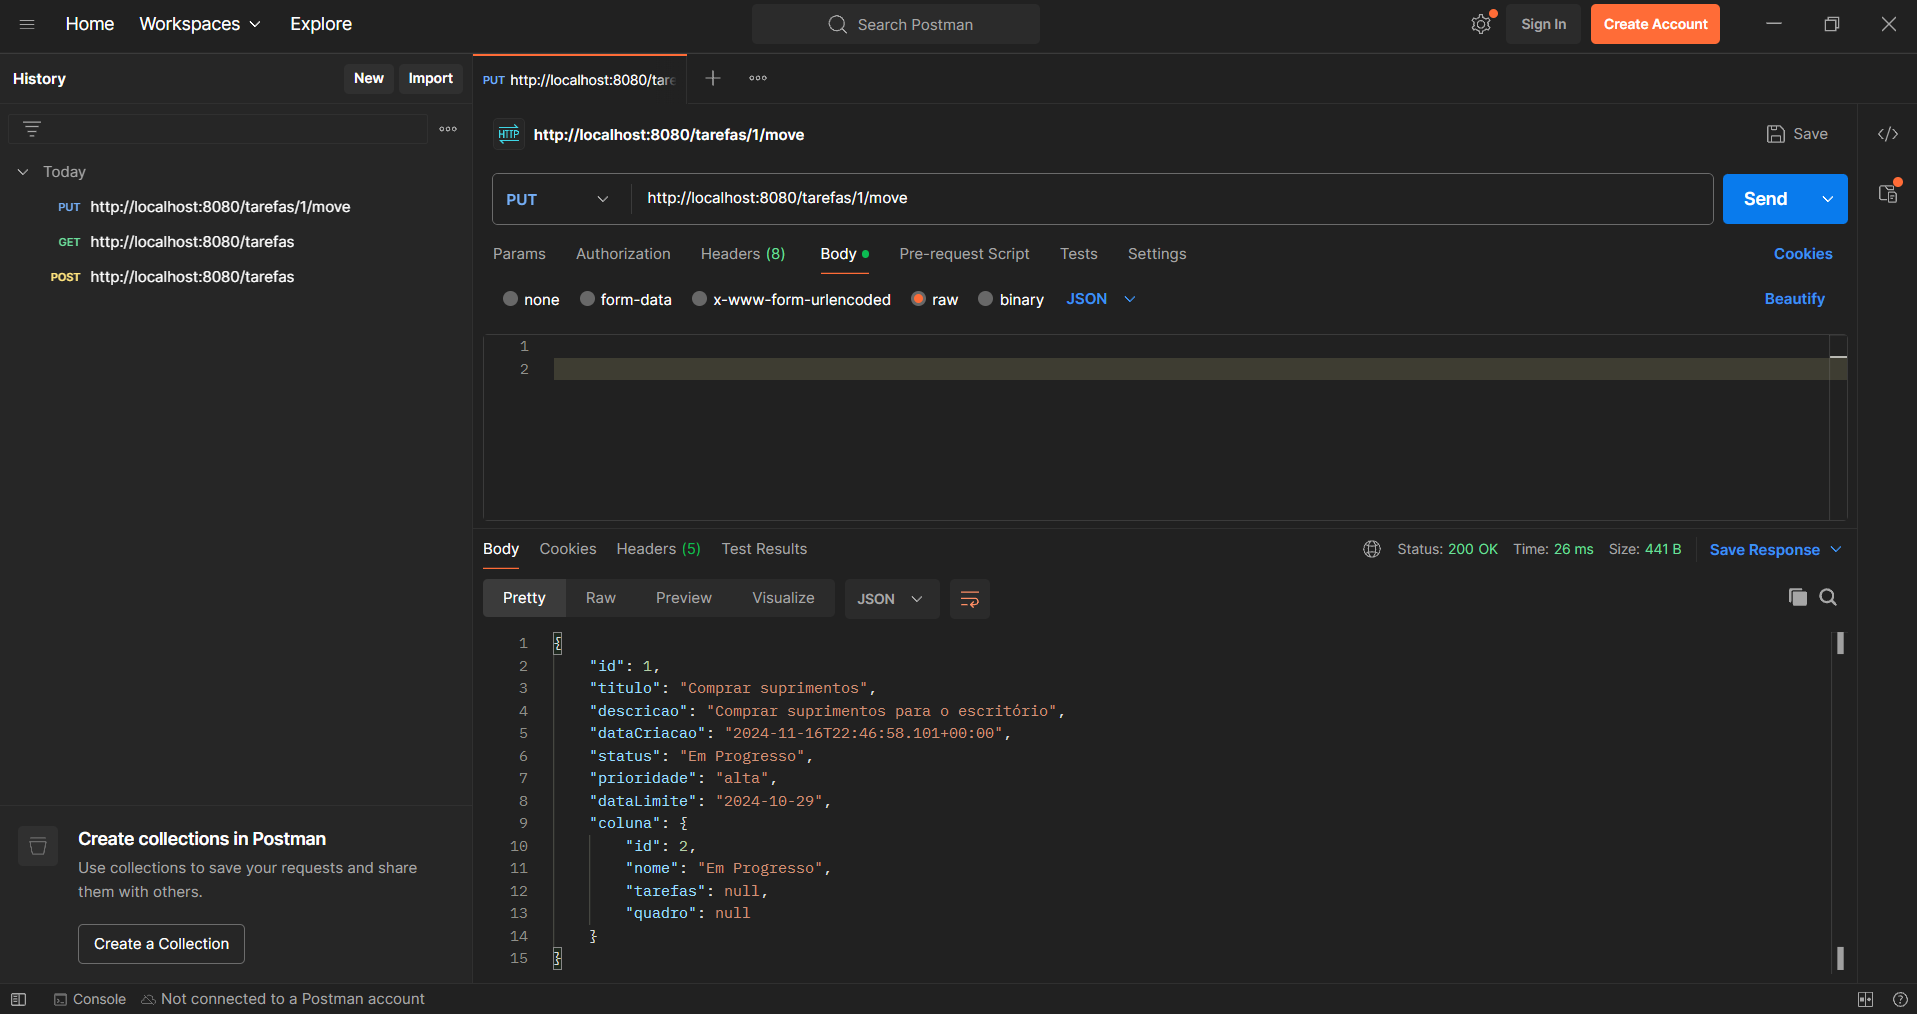 Home Workspaces Explore Search Postman Sign In Create Account
History New Import
PUT http://localhost:8080/tare
HTTP http://localhost:8080/tarefas/1/move Save
Today
PUT http://localhost:8080/tarefas/1/move
GET http://localhost:8080/tarefas
POST http://localhost:8080/tarefas
PUT http://localhost:8080/tarefas/1/move Send
Params Authorization Headers (8) Body Pre-request Script Tests Settings Cookies
none form-data x-www-form-urlencoded raw binary JSON Beautify
1
2
Body Cookies Headers (5) Test Results Status: 200 OK Time: 26 ms Size: 441 B Save Response
Pretty Raw Preview Visualize JSON
1 {
2 "id": 1,
3 "titulo": "Comprar suprimentos",
4 "descricao": "Comprar suprimentos para o escritório",
5 "dataCriacao": "2024-11-16T22:46:58.101+00:00",
6 "status": "Em Progresso",
7 "prioridade": "alta",
8 "dataLimite": "2024-10-29",
9 "coluna": {
10 "id": 2,
11 "nome": "Em Progresso",
12 "tarefas": null,
13 "quadro": null
14 }
15 }
Create collections in Postman
Use collections to save your requests and share
them with others.
Create a Collection
Console Not connected to a Postman account